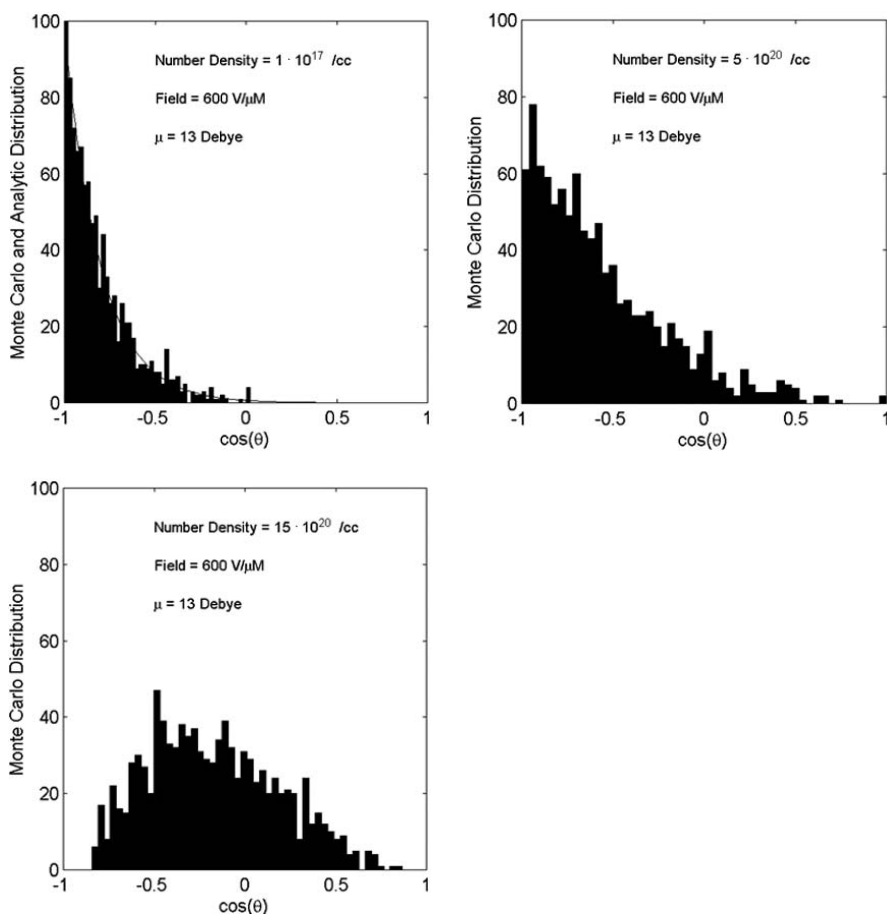 Monte Carlo and Analytic Distribution
100
80
60
40
20
0
Number Density = 1 · 10^17 /cc
Field = 600 V/μM
μ = 13 Debye
-1
-0.5
0
0.5
1
cos(θ)
Monte Carlo Distribution
100
80
60
40
20
0
Number Density = 5 · 10^20 /cc
Field = 600 V/μM
μ = 13 Debye
-1
-0.5
0
0.5
1
cos(θ)
Monte Carlo Distribution
100
80
60
40
20
0
Number Density = 15 · 10^20 /cc
Field = 600 V/μM
μ = 13 Debye
-1
-0.5
0
0.5
1
cos(θ)